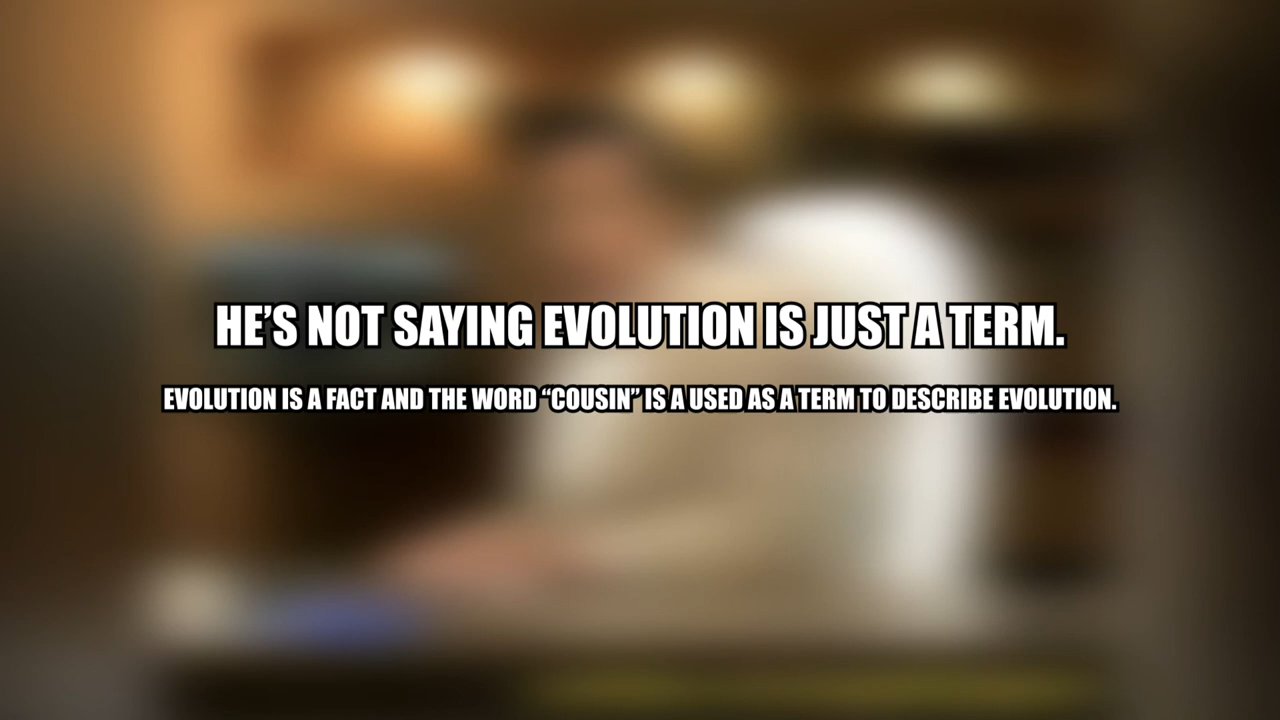 HE’S NOT SAYING EVOLUTION IS JUST A TERM.
EVOLUTION IS A FACT AND THE WORD “COUSIN” IS A USED AS A TERM TO DESCRIBE EVOLUTION.